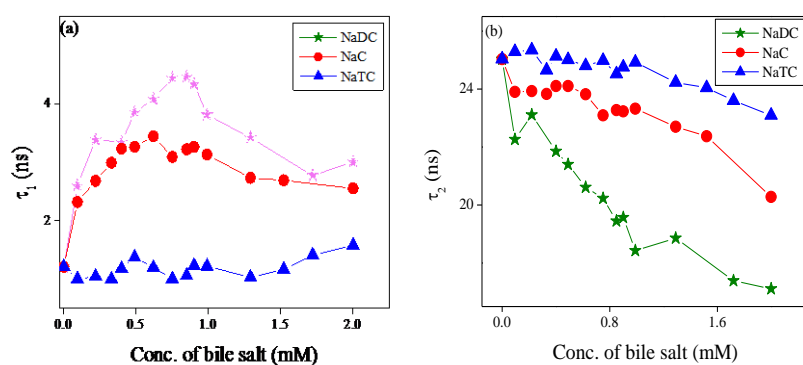 (a)
NaDC
NaC
NaTC
4
2
τ1 (ns)
0.0 0.5 1.0 1.5 2.0
Conc. of bile salt (mM)
(b)
NaDC
NaC
NaTC
24
20
τ2 (ns)
0.0 0.8 1.6
Conc. of bile salt (mM)